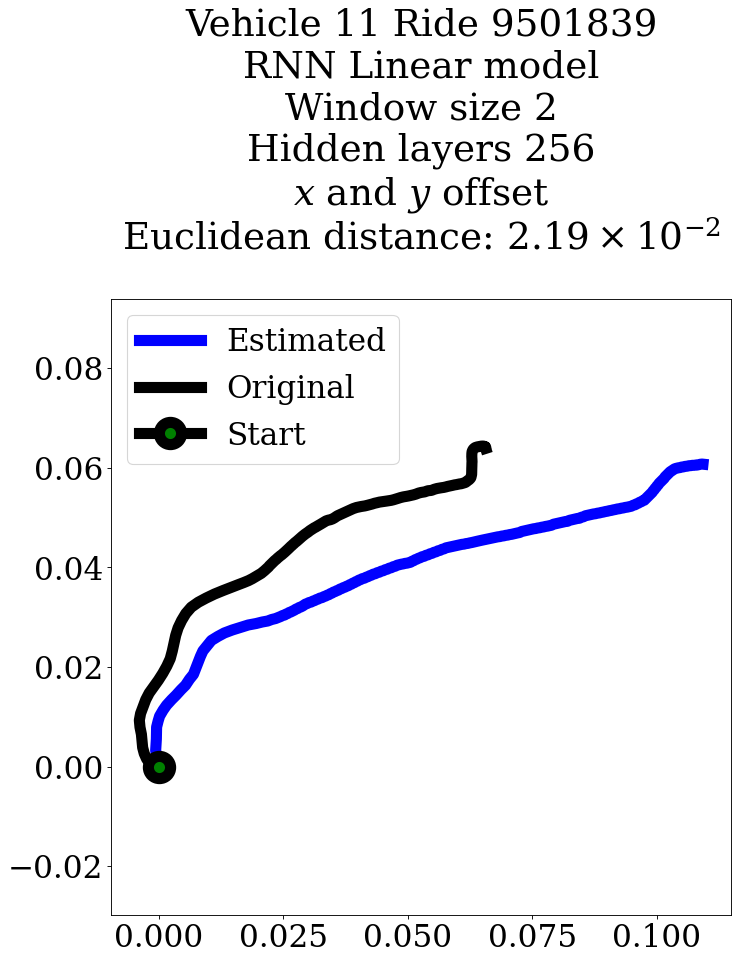 Vehicle 11 Ride 9501839
RNN Linear model
Window size 2
Hidden layers 256
x and y offset
Euclidean distance: 2.19 × 10⁻²
Estimated
Original
Start
0.08
0.06
0.04
0.02
0.00
−0.02
0.000 0.025 0.050 0.075 0.100